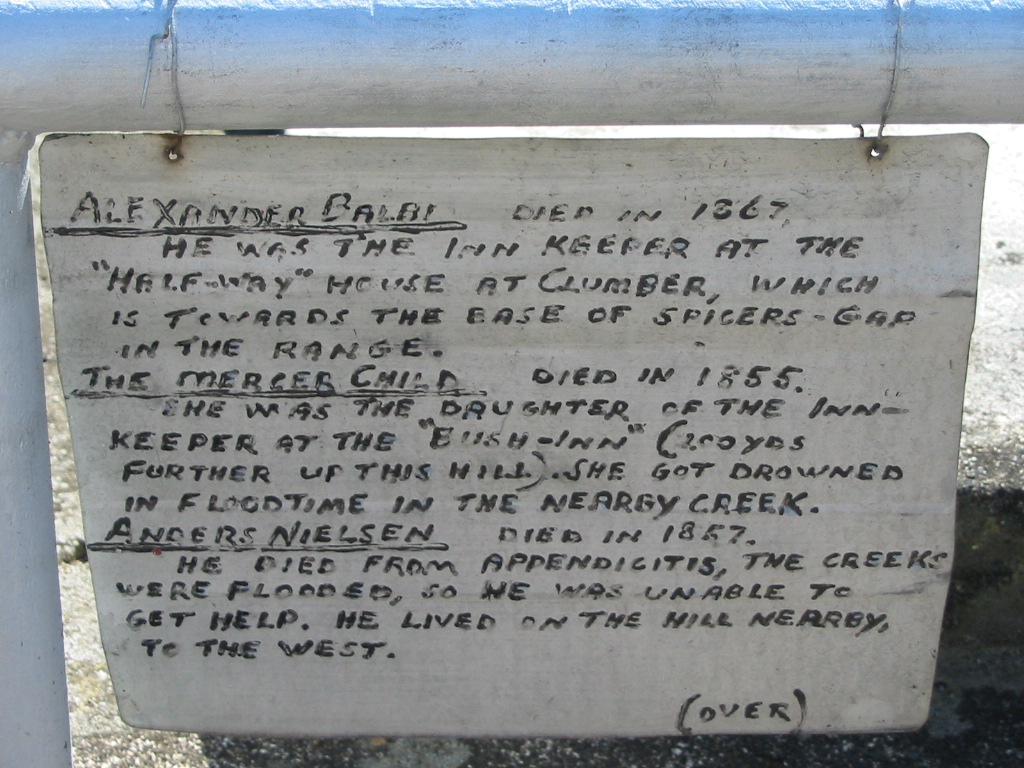 ALEXANDER BALBI DIED IN 1867.
HE WAS THE INN KEEPER AT THE
"HALF-WAY" HOUSE AT CLUMBER, WHICH
IS TOWARDS THE BASE OF SPICERS-GAP
IN THE RANGE.
THE MERCER CHILD DIED IN 1855.
SHE WAS THE DAUGHTER OF THE INN-
KEEPER AT THE "BUSH-INN" (200YDS
FURTHER UP THIS HILL). SHE GOT DROWNED
IN FLOODTIME IN THE NEARBY CREEK.
ANDERS NIELSEN DIED IN 1857.
HE DIED FROM APPENDICITIS, THE CREEKS
WERE FLOODED, SO HE WAS UNABLE TO
GET HELP. HE LIVED ON THE HILL NEARBY,
TO THE WEST.
(OVER)